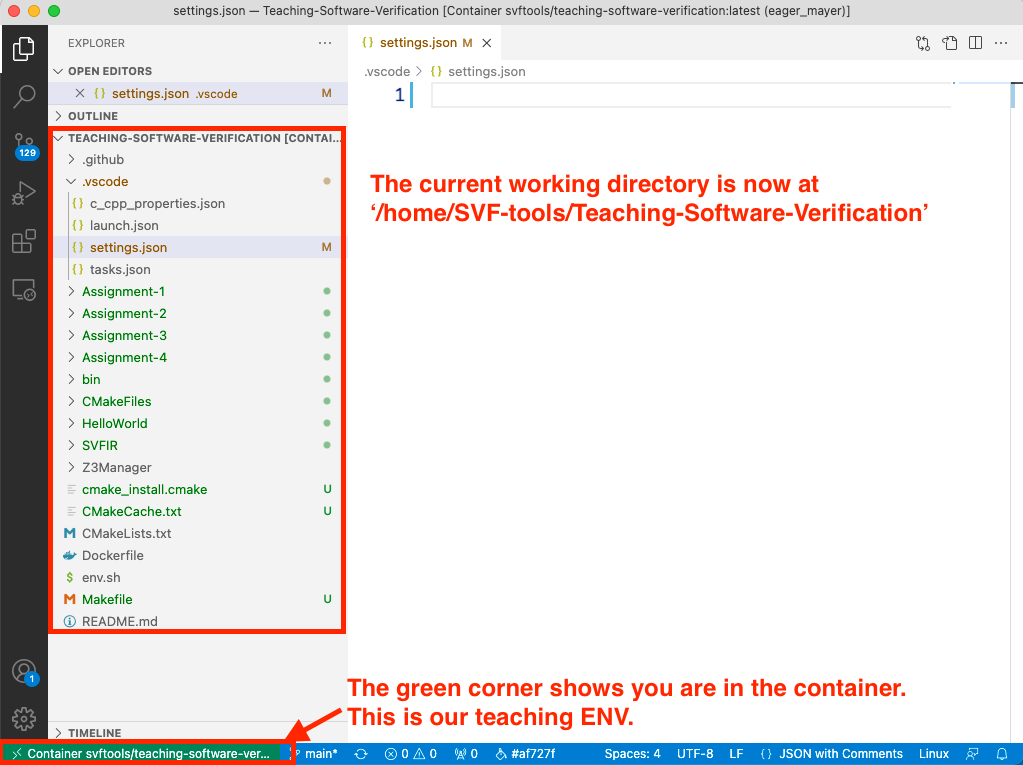 settings.json — Teaching-Software-Verification [Container svftools/teaching-software-verification:latest (eager_mayer)]
EXPLORER
OPEN EDITORS
settings.json .vscode M
OUTLINE
TEACHING-SOFTWARE-VERIFICATION [CONTAI...
.github
.vscode
c_cpp_properties.json
launch.json
settings.json M
tasks.json
Assignment-1
Assignment-2
Assignment-3
Assignment-4
bin
CMakeFiles
HelloWorld
SVFIR
Z3Manager
cmake_install.cmake U
CMakeCache.txt U
CMakeLists.txt
Dockerfile
env.sh
Makefile U
README.md
TIMELINE
129
1
settings.json M
.vscode > settings.json
1
The current working directory is now at
‘/home/SVF-tools/Teaching-Software-Verification’
The green corner shows you are in the container.
This is our teaching ENV.
Container svftools/teaching-software-ver... main* 0 0 0 #af727f Spaces: 4 UTF-8 LF {} JSON with Comments Linux